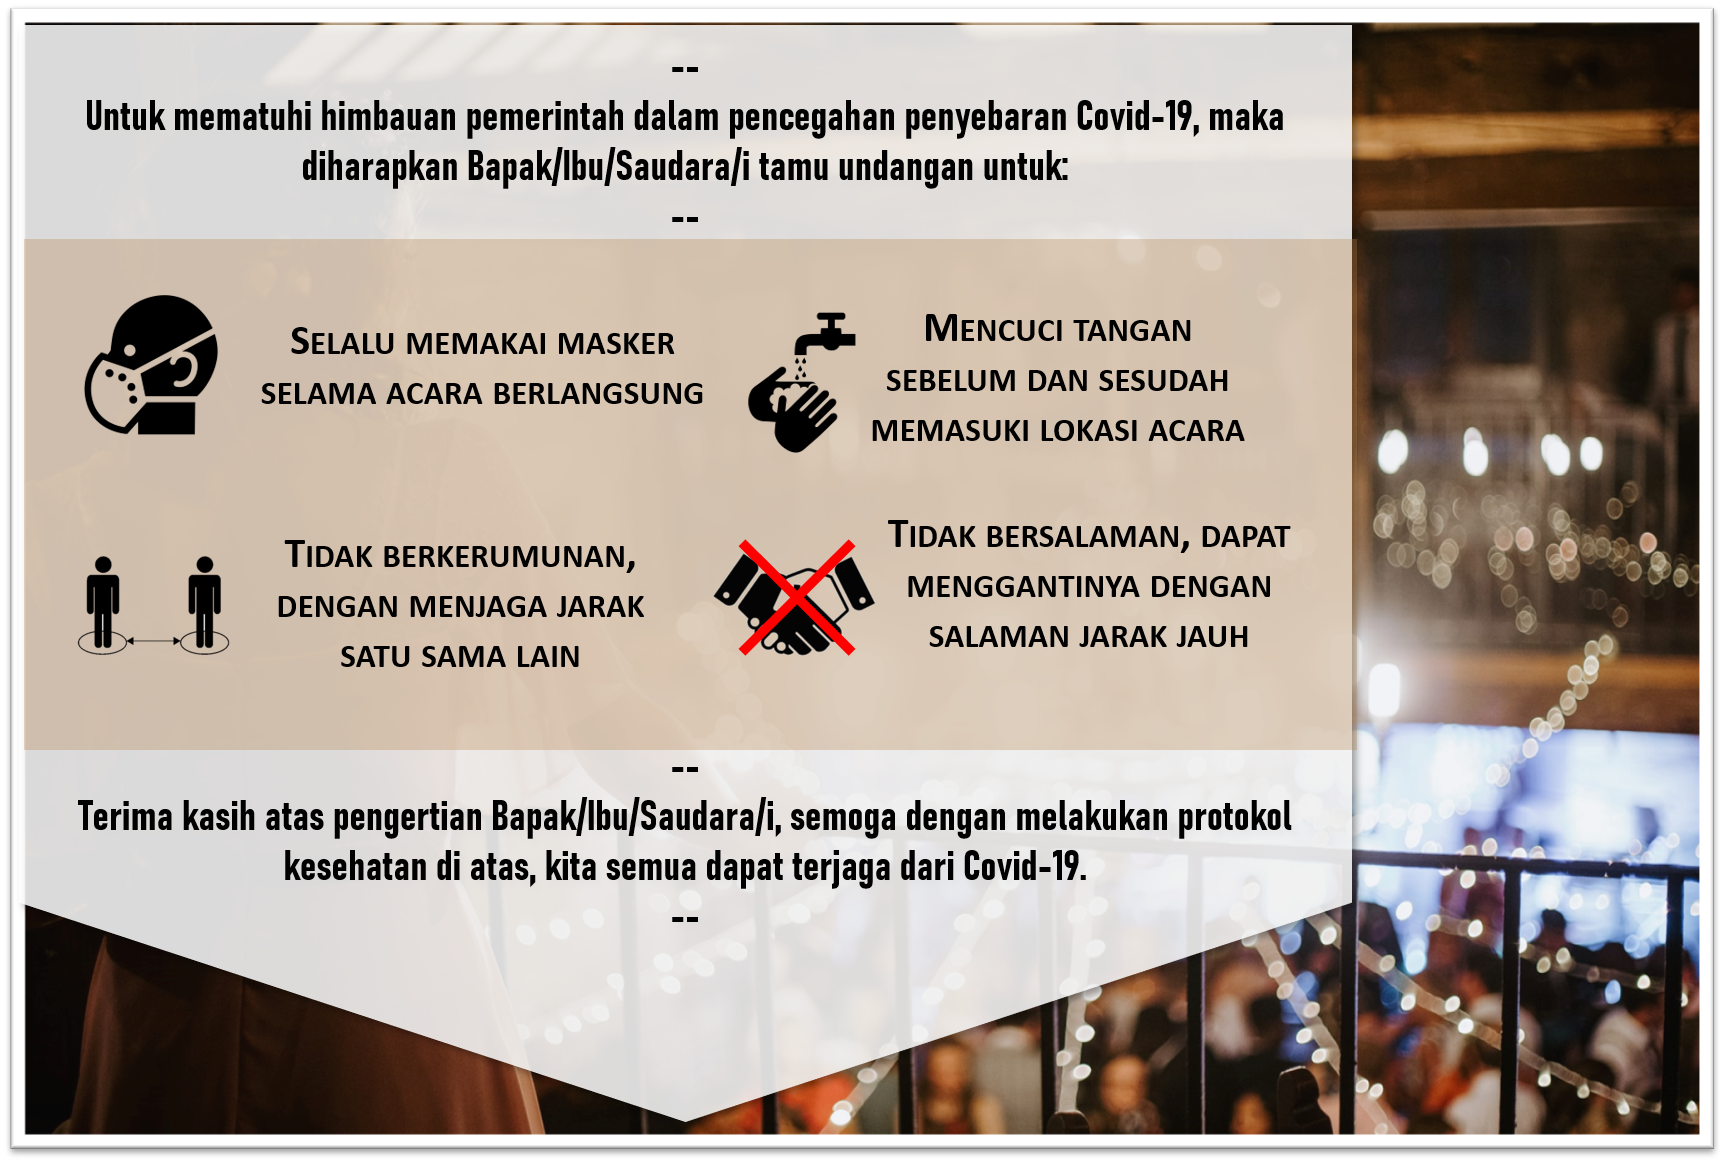 --
Untuk mematuhi himbauan pemerintah dalam pencegahan penyebaran Covid-19, maka
diharapkan Bapak/Ibu/Saudara/i tamu undangan untuk:
--
SELALU MEMAKAI MASKER
SELAMA ACARA BERLANGSUNG
MENCUCI TANGAN
SEBELUM DAN SESUDAH
MEMASUKI LOKASI ACARA
TIDAK BERKERUMUNAN,
DENGAN MENJAGA JARAK
SATU SAMA LAIN
TIDAK BERSALAMAN, DAPAT
MENGGANTINYA DENGAN
SALAMAN JARAK JAUH
--
Terima kasih atas pengertian Bapak/Ibu/Saudara/i, semoga dengan melakukan protokol
kesehatan di atas, kita semua dapat terjaga dari Covid-19.
--